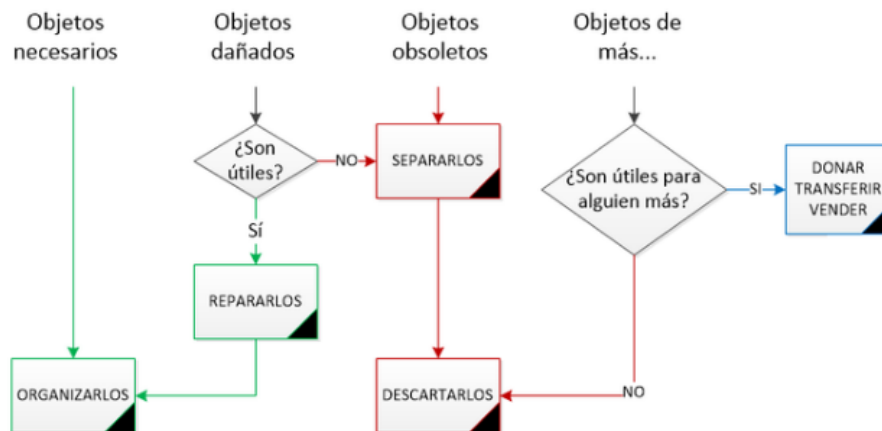 Objetos
necesarios
Objetos
dañados
Objetos
obsoletos
Objetos de
más...
¿Son
útiles?
NO
SEPARARLOS
¿Son útiles para
alguien más?
SI
DONAR
TRANSFERIR
VENDER
Sí
REPARARLOS
ORGANIZARLOS
DESCARTARLOS
NO